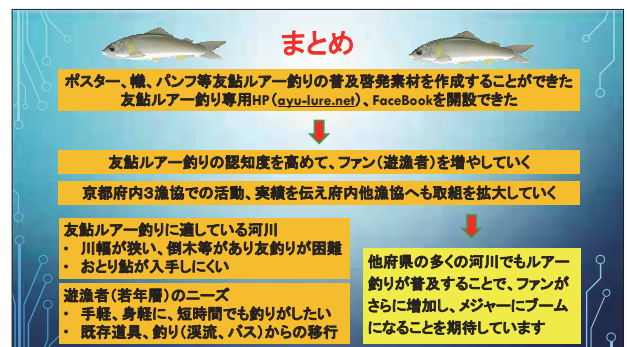 まとめ
ポスター、幟、パンフ等友鮎ルアー釣りの普及啓発素材を作成することができた
友鮎ルアー釣り専用HP（ayu-lure.net）、FaceBookを開設できた
友鮎ルアー釣りの認知度を高めて、ファン（遊漁者）を増やしていく
京都府内３漁協での活動、実績を伝え府内他漁協へも取組を拡大していく
友鮎ルアー釣りに適している河川
・ 川幅が狭い、倒木等があり友釣りが困難
・ おとり鮎が入手しにくい
遊漁者（若年層）のニーズ
・ 手軽、身軽に、短時間でも釣りがしたい
・ 既存道具、釣り（渓流、バス）からの移行
他府県の多くの河川でもルアー
釣りが普及することで、ファンが
さらに増加し、メジャーにブーム
になることを期待しています